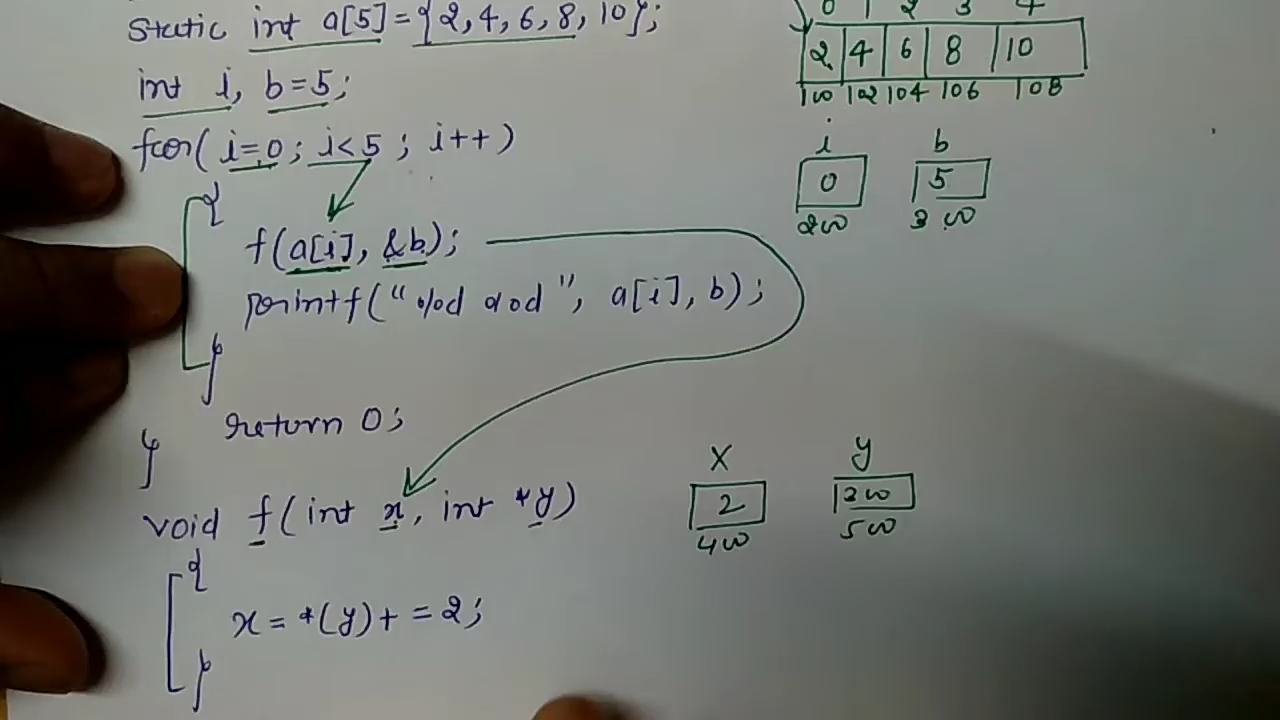 static int a[5]={2,4,6,8,10};
0 1 2 3 4
2 4 6 8 10
100 102 104 106 108
int i, b=5;
for(i=0; i<5; i++)
i b
0 5
200 300
{
f(a[i], &b);
printf("%d %d", a[i], b);
}
return 0;
}
x y
void f(int x, int *y)
2 300
400 500
{
x = *(y)+=2;
}